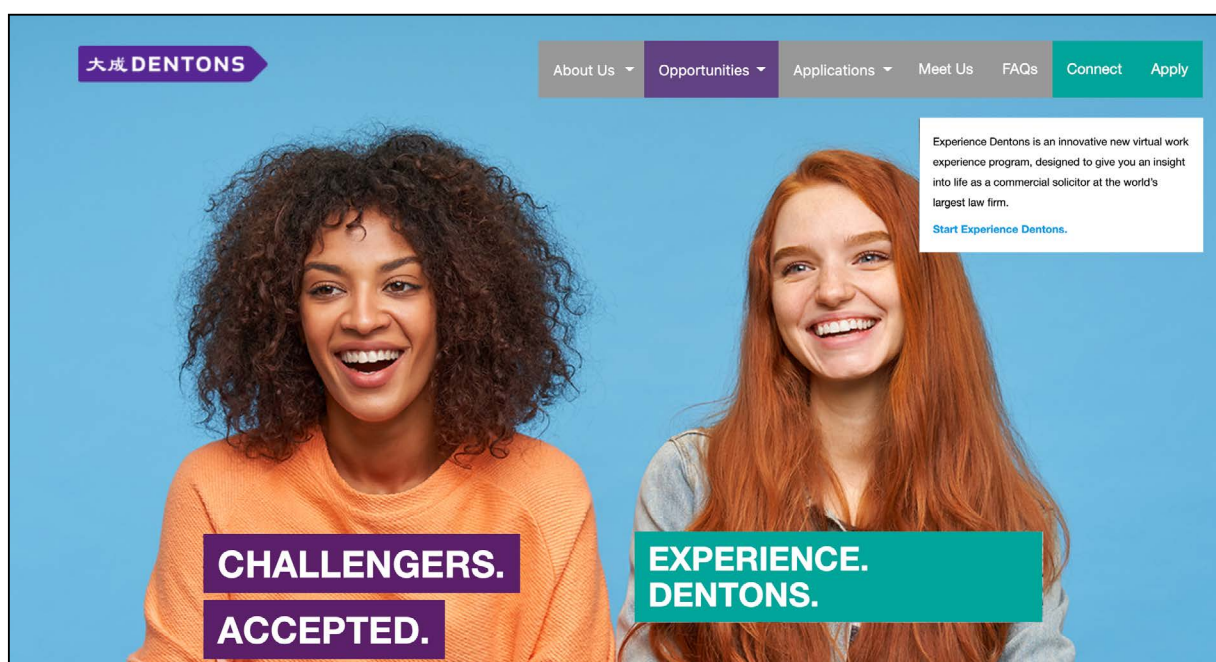 大成 DENTONS
About Us Opportunities Applications Meet Us FAQs Connect Apply
Experience Dentons is an innovative new virtual work
experience program, designed to give you an insight
into life as a commercial solicitor at the world's
largest law firm.
Start Experience Dentons.
CHALLENGERS.
ACCEPTED.
EXPERIENCE.
DENTONS.